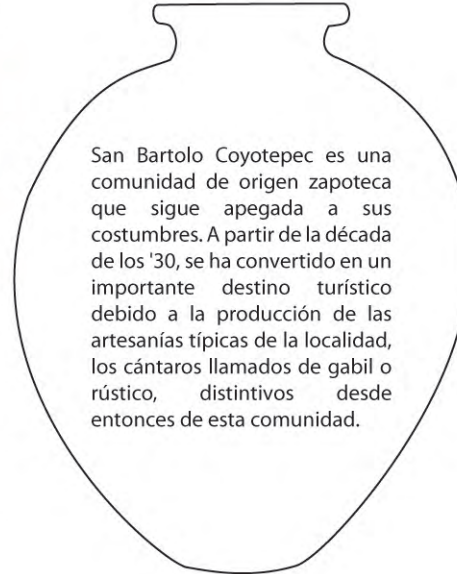 San Bartolo Coyotepec es una
comunidad de origen zapoteca
que sigue apegada a sus
costumbres. A partir de la década
de los '30, se ha convertido en un
importante destino turístico
debido a la producción de las
artesanías típicas de la localidad,
los cántaros llamados de gabil o
rústico, distintivos desde
entonces de esta comunidad.